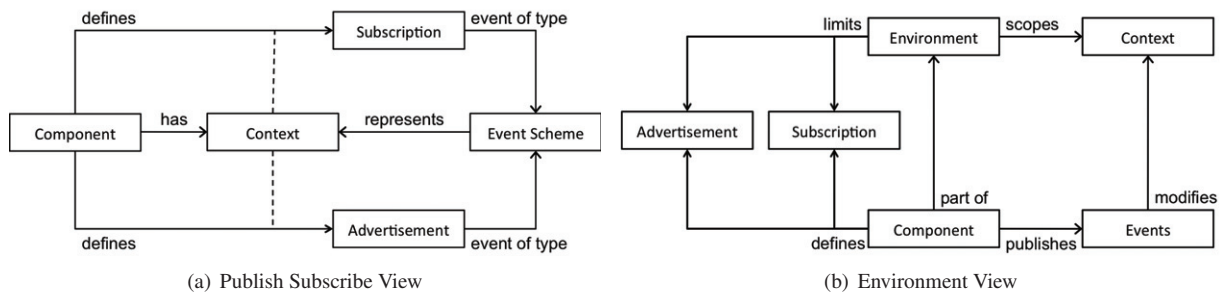 defines
Subscription
event of type
Component
has
Context
represents
Event Scheme
defines
Advertisement
event of type
(a) Publish Subscribe View
limits
Environment
scopes
Context
Advertisement
Subscription
part of
modifies
defines
Component
publishes
Events
(b) Environment View